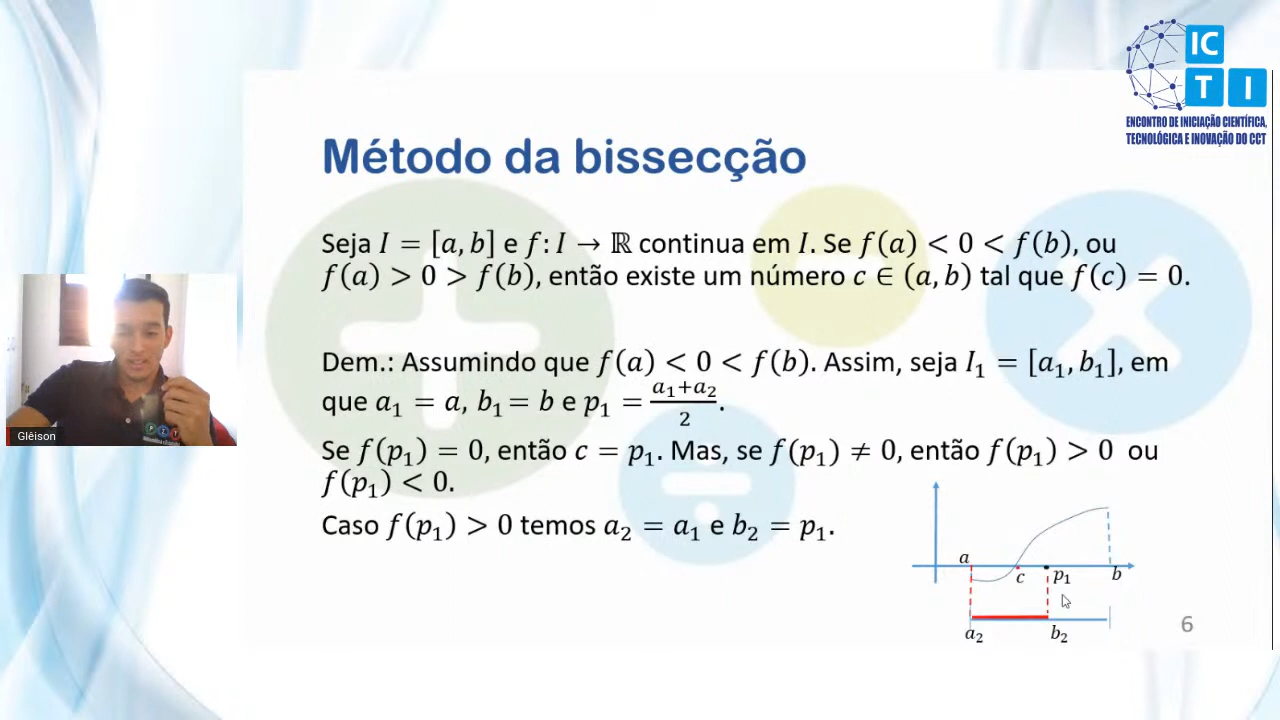 IC
T I
ENCONTRO DE INICIAÇÃO CIENTÍFICA,
TECNOLÓGICA E INOVAÇÃO DO CCT
Método da bissecção
Seja I = [a, b] e f: I → ℝ continua em I. Se f(a) < 0 < f(b), ou
f(a) > 0 > f(b), então existe um número c ∈ (a, b) tal que f(c) = 0.
Dem.: Assumindo que f(a) < 0 < f(b). Assim, seja I₁ = [a₁, b₁], em
que a₁ = a, b₁ = b e p₁ = (a₁+a₂)/2.
Se f(p₁) = 0, então c = p₁. Mas, se f(p₁) ≠ 0, então f(p₁) > 0 ou
f(p₁) < 0.
Caso f(p₁) > 0 temos a₂ = a₁ e b₂ = p₁.
a
c p₁ b
a₂ b₂
6
Glêison